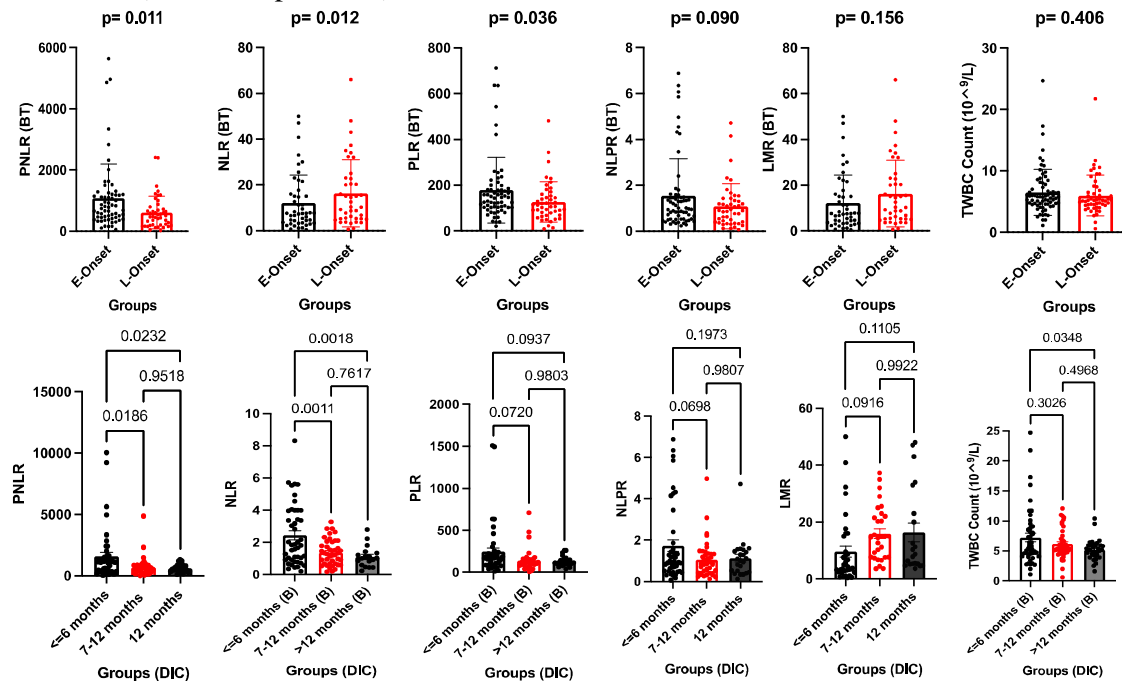 p= 0.011
p= 0.012
p= 0.036
p= 0.090
p= 0.156
p= 0.406
PNLR (BT)
6000
4000
2000
0
E-Onset
L-Onset
Groups
NLR (BT)
80
60
40
20
0
E-Onset
L-Onset
Groups
PLR (BT)
800
600
400
200
0
E-Onset
L-Onset
Groups
NLPR (BT)
8
6
4
2
0
E-Onset
L-Onset
Groups
LMR (BT)
80
60
40
20
0
E-Onset
L-Onset
Groups
TWBC Count (10^9/L)
30
20
10
0
E-Onset
L-Onset
Groups
0.0232
0.9518
0.0186
PNLR
15000
10000
5000
0
<=6 months
7-12 months
12 months
0.0018
0.7617
0.0011
NLR
10
8
6
4
2
0
<=6 months (B)
7-12 months (B)
>12 months (B)
Groups (DIC)
0.0937
0.9803
0.0720
PLR
2000
1500
1000
500
0
<=6 months (B)
7-12 months (B)
>12 months (B)
Groups (DIC)
0.1973
0.9807
0.0698
NLPR
8
6
4
2
0
<=6 months
7-12 months
12 months
Groups (DIC)
0.1105
0.9922
0.0916
LMR
60
40
20
0
<=6 months
7-12 months
12 months
Groups (DIC)
0.0348
0.4968
0.3026
TWBC Count (10^9/L)
25
20
15
10
5
0
<=6 months (B)
7-12 months (B)
>12 months (B)
Groups (DIC)